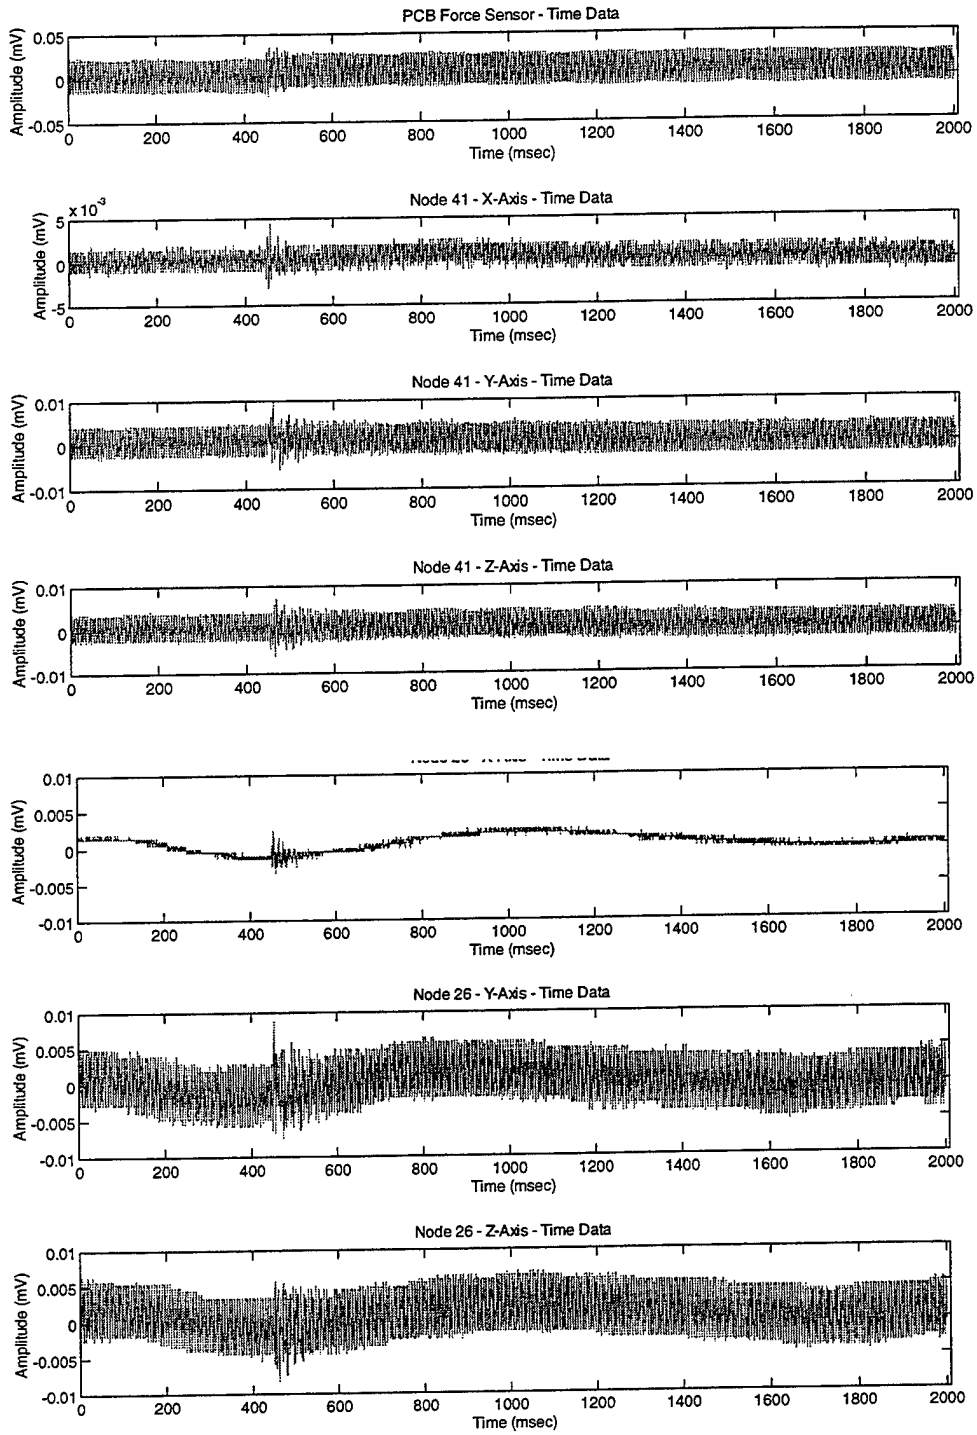 PCB Force Sensor - Time Data
Amplitude (mV)
0.05
0
-0.05
0 200 400 600 800 1000 1200 1400 1600 1800 2000
Time (msec)
Node 41 - X-Axis - Time Data
x 10-3
Amplitude (mV)
5
0
-5
0 200 400 600 800 1000 1200 1400 1600 1800 2000
Time (msec)
Node 41 - Y-Axis - Time Data
Amplitude (mV)
0.01
0
-0.01
0 200 400 600 800 1000 1200 1400 1600 1800 2000
Time (msec)
Node 41 - Z-Axis - Time Data
Amplitude (mV)
0.01
0
-0.01
0 200 400 600 800 1000 1200 1400 1600 1800 2000
Time (msec)
Time Data
Amplitude (mV)
0.01
0.005
0
-0.005
-0.01
0 200 400 600 800 1000 1200 1400 1600 1800 2000
Time (msec)
Node 26 - Y-Axis - Time Data
Amplitude (mV)
0.01
0.005
0
-0.005
-0.01
0 200 400 600 800 1000 1200 1400 1600 1800 2000
Time (msec)
Node 26 - Z-Axis - Time Data
Amplitude (mV)
0.01
0.005
0
-0.005
-0.01
0 200 400 600 800 1000 1200 1400 1600 1800 2000
Time (msec)